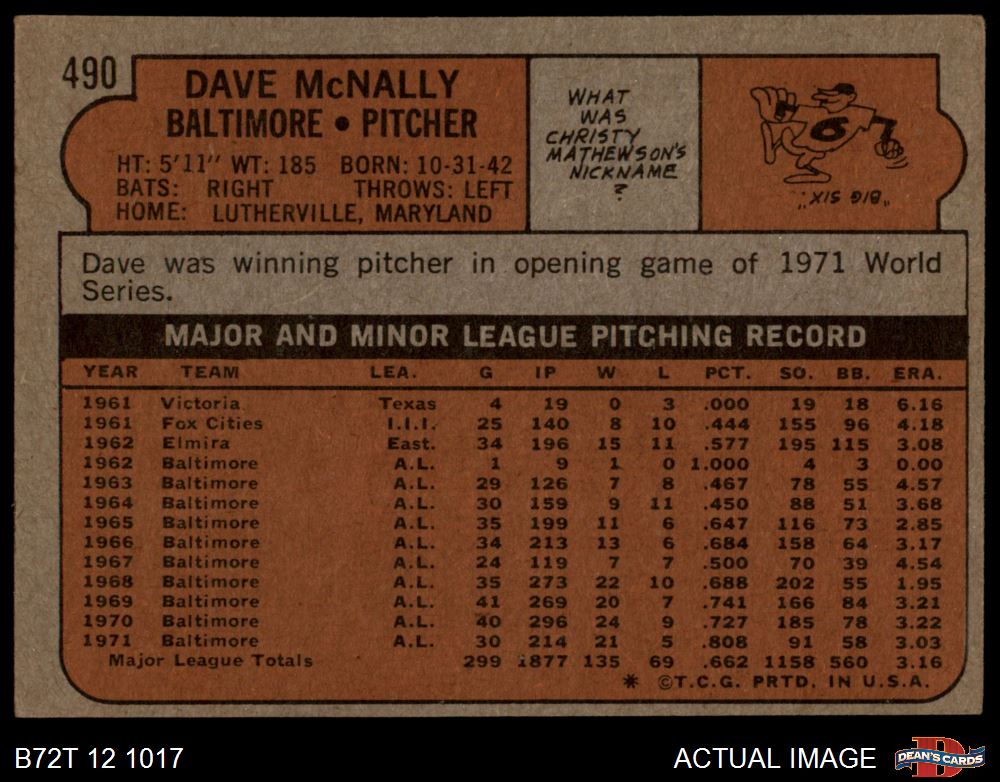 490
DAVE McNALLY
BALTIMORE • PITCHER
HT: 5'11" WT: 185 BORN: 10-31-42
BATS: RIGHT THROWS: LEFT
HOME: LUTHERVILLE, MARYLAND
WHAT
WAS
CHRISTY
MATHEWSON'S
NICKNAME
?
6
"BIG SIX."
Dave was winning pitcher in opening game of 1971 World
Series.
MAJOR AND MINOR LEAGUE PITCHING RECORD
YEAR TEAM LEA. G IP W L PCT. SO. BB. ERA.
1961 Victoria Texas 4 19 0 3 .000 19 18 6.16
1961 Fox Cities I.I.I. 25 140 8 10 .444 155 96 4.18
1962 Elmira East. 34 196 15 11 .577 195 115 3.08
1962 Baltimore A.L. 1 9 1 0 1.000 4 3 0.00
1963 Baltimore A.L. 29 126 7 8 .467 78 55 4.57
1964 Baltimore A.L. 30 159 9 11 .450 88 51 3.68
1965 Baltimore A.L. 35 199 11 6 .647 116 73 2.85
1966 Baltimore A.L. 34 213 13 6 .684 158 64 3.17
1967 Baltimore A.L. 24 119 7 7 .500 70 39 4.54
1968 Baltimore A.L. 35 273 22 10 .688 202 55 1.95
1969 Baltimore A.L. 41 269 20 7 .741 166 84 3.21
1970 Baltimore A.L. 40 296 24 9 .727 185 78 3.22
1971 Baltimore A.L. 30 214 21 5 .808 91 58 3.03
Major League Totals 299 1877 135 69 .662 1158 560 3.16
* ©T.C.G. PRTD. IN U.S.A.
B72T 12 1017
ACTUAL IMAGE
D
DEAN'S CARDS